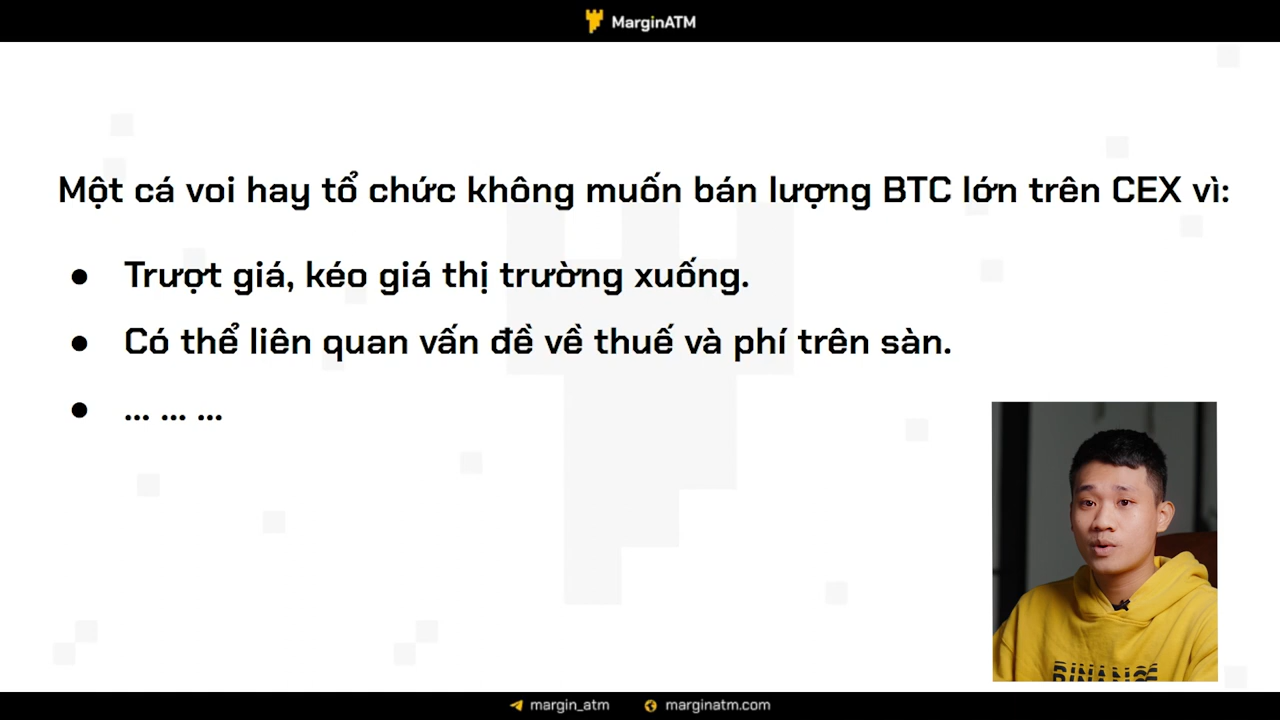 MarginATM
Một cá voi hay tổ chức không muốn bán lượng BTC lớn trên CEX vì:
● Trượt giá, kéo giá thị trường xuống.
● Có thể liên quan vấn đề về thuế và phí trên sàn.
● ... ... ...
BINANCE
margin_atm marginatm.com